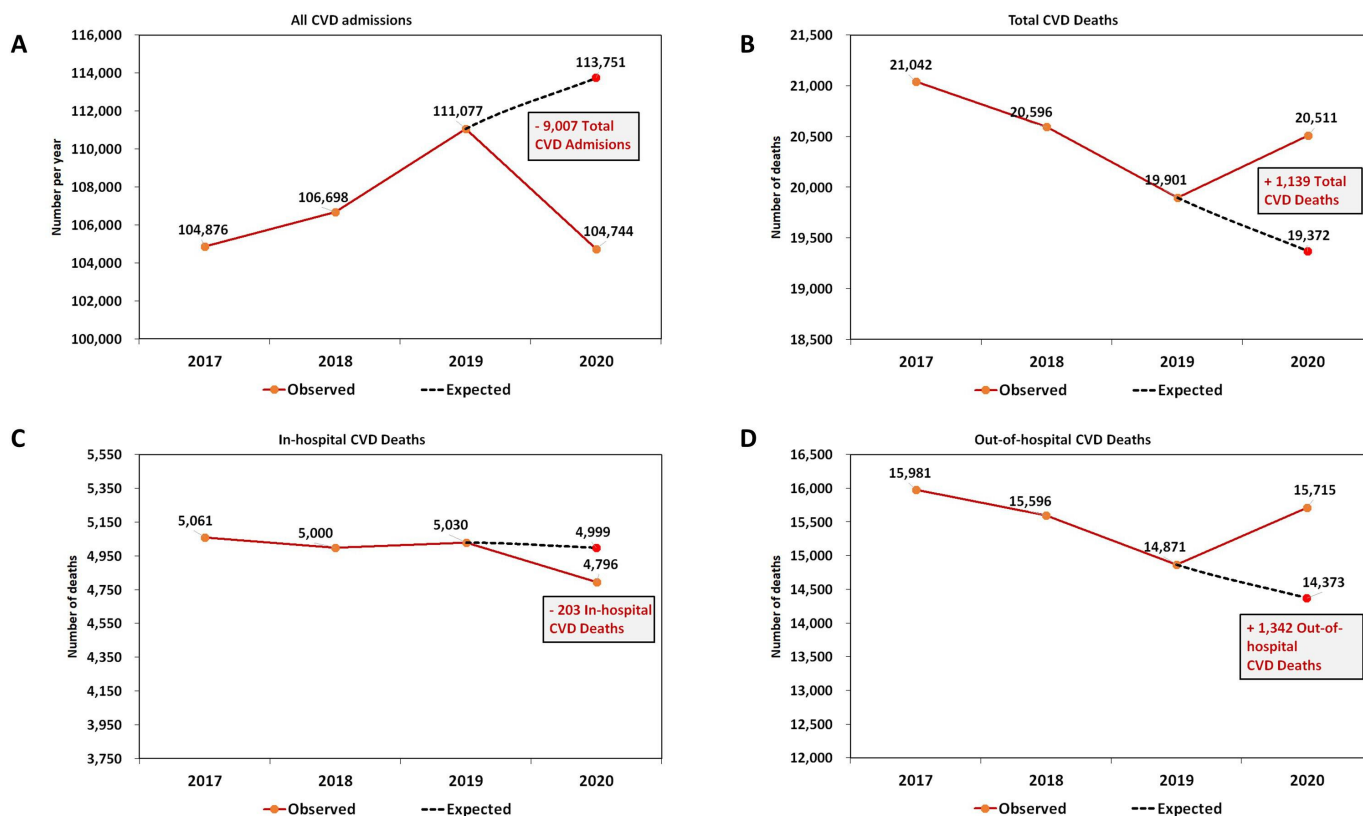 A
All CVD admissions
Number per year
116,000
114,000
112,000
110,000
108,000
106,000
104,000
102,000
100,000
104,876
106,698
111,077
113,751
104,744
- 9,007 Total
CVD Admisions
2017 2018 2019 2020
Observed Expected
B
Total CVD Deaths
Number of deaths
21,500
21,000
20,500
20,000
19,500
19,000
18,500
21,042
20,596
19,901
20,511
19,372
+ 1,139 Total
CVD Deaths
2017 2018 2019 2020
Observed Expected
C
In-hospital CVD Deaths
Number of deaths
5,550
5,350
5,150
4,950
4,750
4,550
4,350
4,150
3,950
3,750
5,061
5,000
5,030
4,999
4,796
- 203 In-hospital
CVD Deaths
2017 2018 2019 2020
Observed Expected
D
Out-of-hospital CVD Deaths
Number of deaths
16,500
16,000
15,500
15,000
14,500
14,000
13,500
13,000
12,500
12,000
15,981
15,596
14,871
15,715
14,373
+ 1,342 Out-of-
hospital
CVD Deaths
2017 2018 2019 2020
Observed Expected